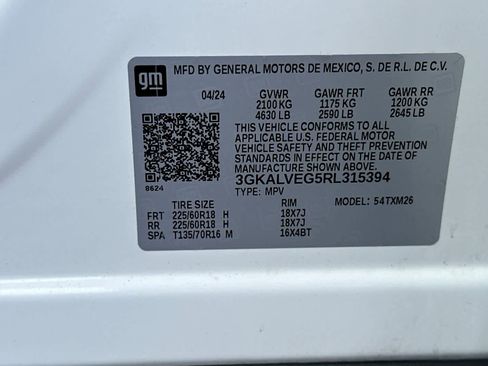 gm
MFD BY GENERAL MOTORS DE MEXICO, S. DE R.L. DE C.V.
04/24 GVWR GAWR FRT GAWR RR
2100 KG 1175 KG 1200 KG
4630 LB 2590 LB 2645 LB
THIS VEHICLE CONFORMS TO ALL
APPLICABLE U.S. FEDERAL MOTOR
VEHICLE SAFETY AND THEFT PREVENTION
STANDARDS IN EFFECT ON THE DATE OF
MANUFACTURE SHOWN ABOVE.
3GKALVEG5RL315394
8624 TYPE: MPV MODEL: 54TXM26
TIRE SIZE RIM
FRT 225/60R18 H 18X7J
RR 225/60R18 H 18X7J
SPA T135/70R16 M 16X4BT